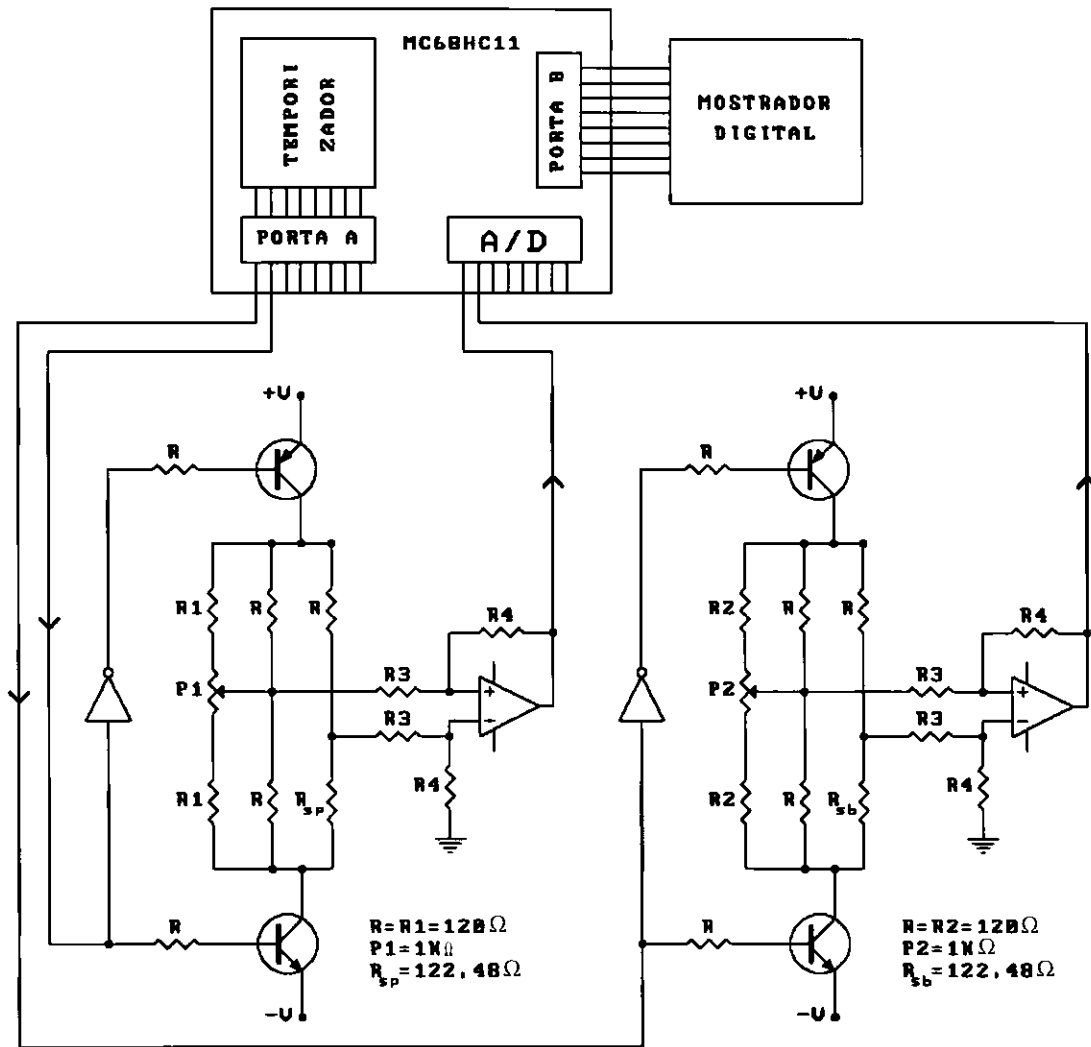 MC68HC11
TEMPORI
ZADOR
PORTA B
MOSTRADOR
DIGITAL
PORTA A
A/D
+V
+V
R
R
R1
R
R
R4
R2
R
R
R4
P1
R3
P2
R3
+
+
R3
R3
-
-
R1
R
Rsp
R4
R2
R
Rsb
R4
R
R=R1=120Ω
P1=1KΩ
Rsp=122,48Ω
R
R=R2=120Ω
P2=1KΩ
Rsb=122,48Ω
-V
-V